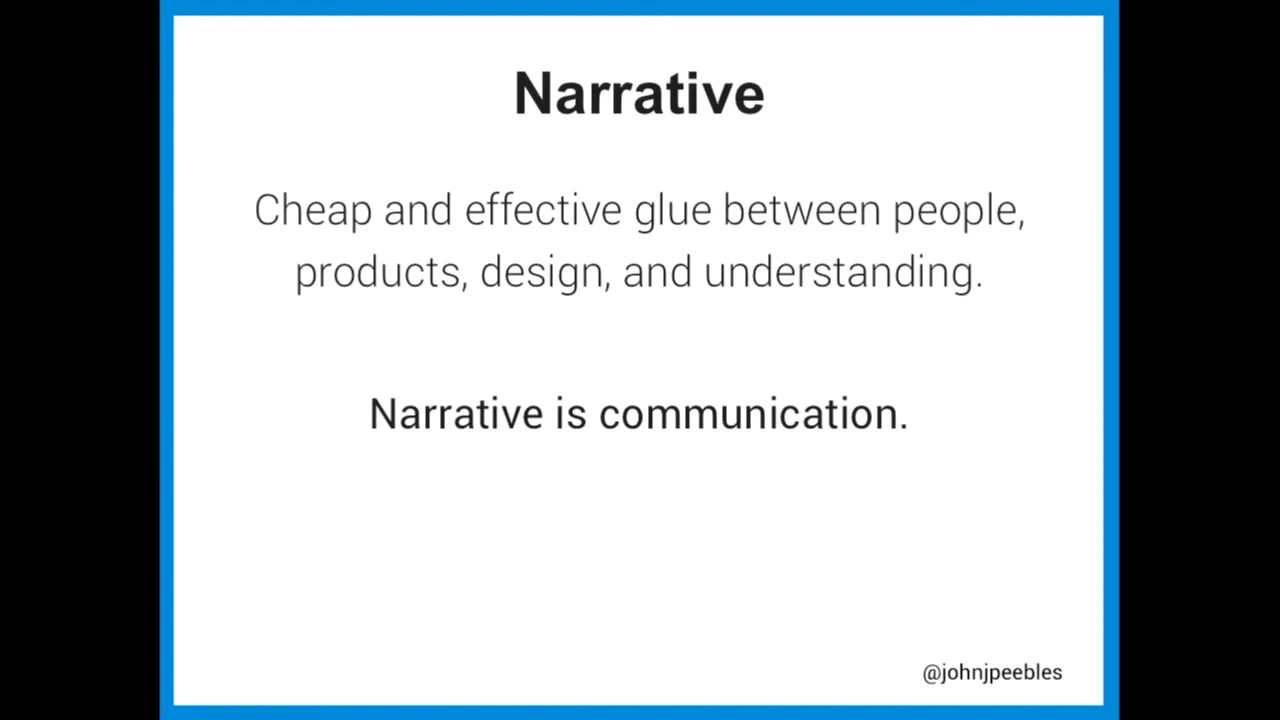 Narrative
Cheap and effective glue between people,
products, design, and understanding.
Narrative is communication.
@johnjpeebles